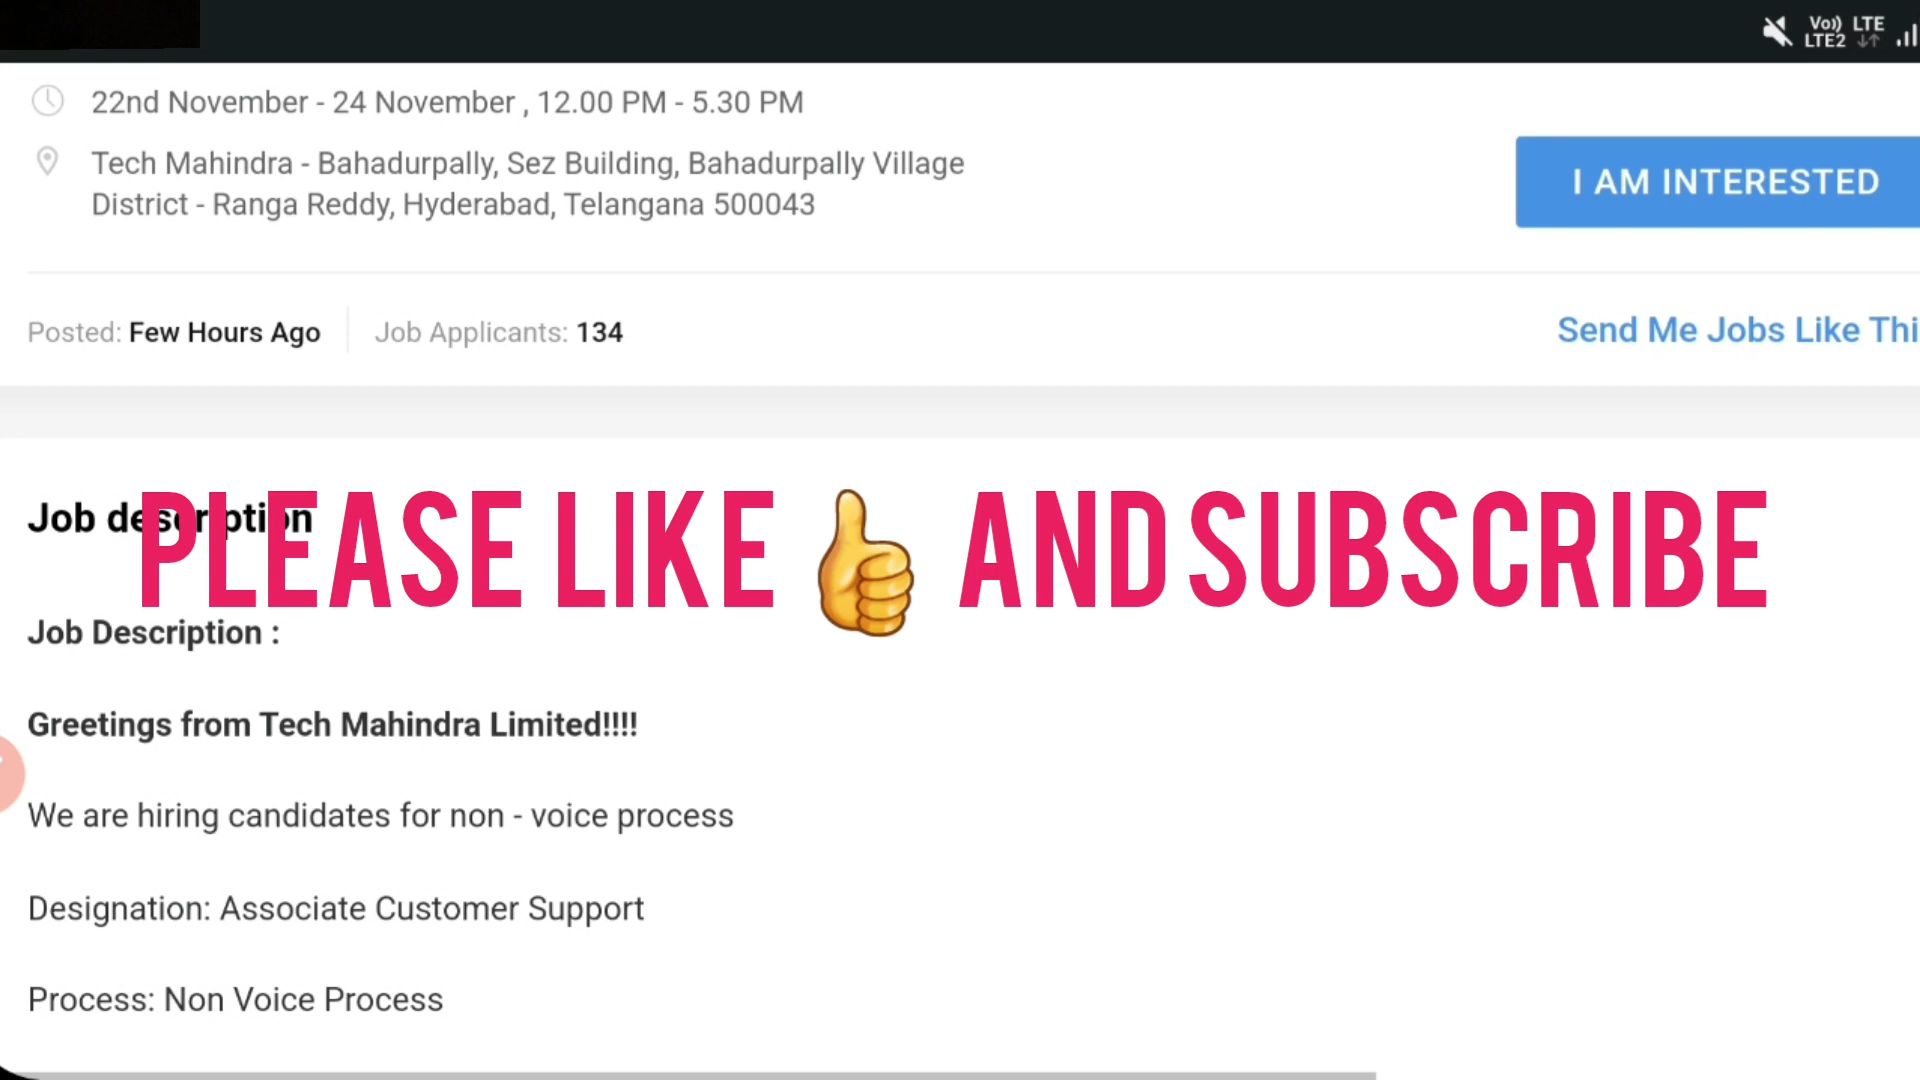 Vo)) LTE
LTE2
22nd November - 24 November , 12.00 PM - 5.30 PM
Tech Mahindra - Bahadurpally, Sez Building, Bahadurpally Village
District - Ranga Reddy, Hyderabad, Telangana 500043
I AM INTERESTED
Posted: Few Hours Ago
Job Applicants: 134
Send Me Jobs Like Thi
Job description
PLEASE LIKE 👍 AND SUBSCRIBE
Job Description :
Greetings from Tech Mahindra Limited!!!!
We are hiring candidates for non - voice process
Designation: Associate Customer Support
Process: Non Voice Process